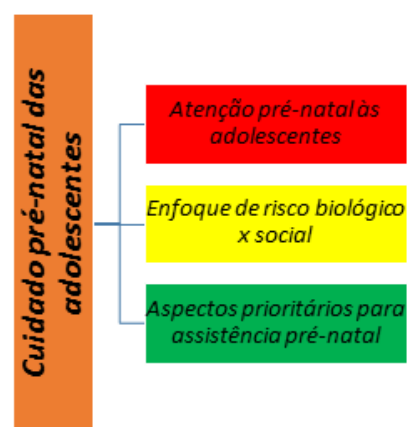 Cuidado pré-natal das
adolescentes
Atenção pré-natal às
adolescentes
Enfoque de risco biológico
x social
Aspectos prioritários para
assistência pré-natal